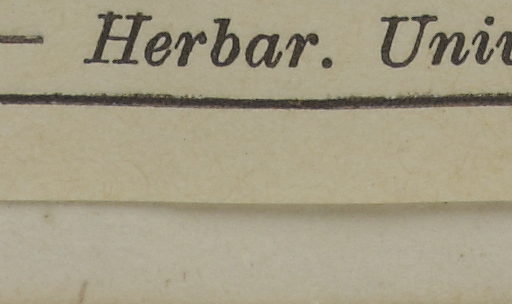 — Herbar. Univ